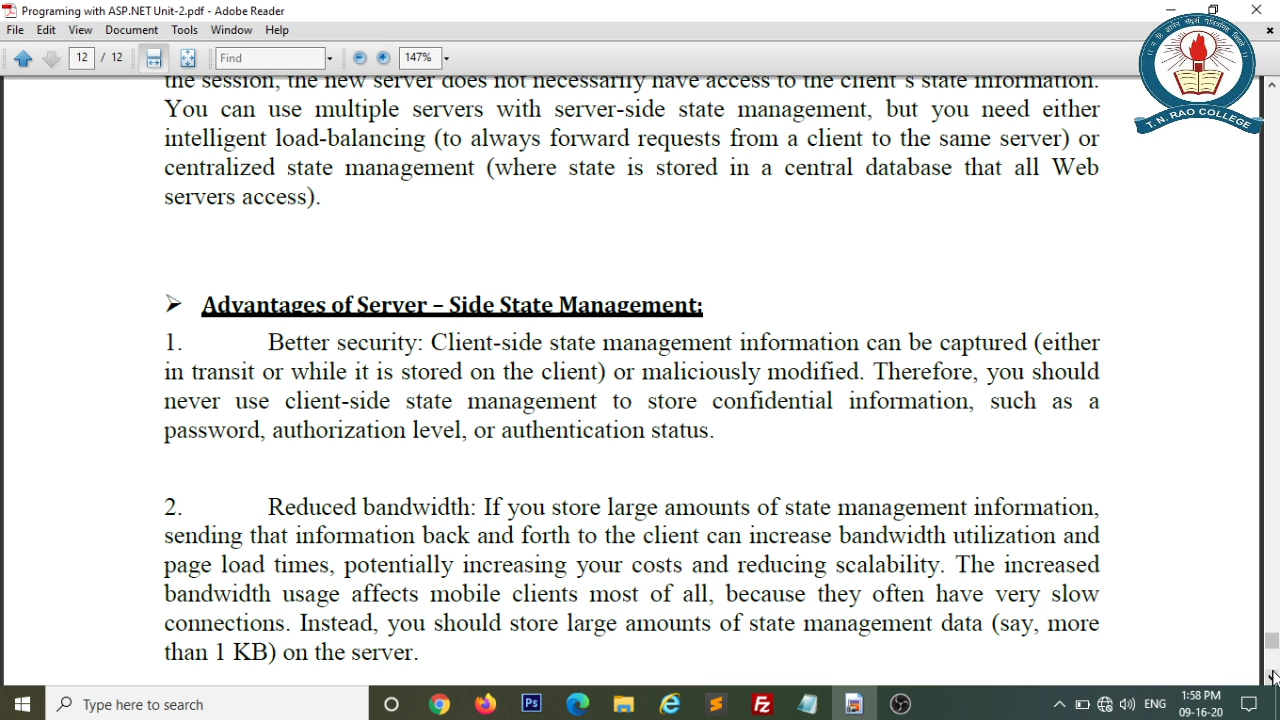 Programing with ASP.NET Unit-2.pdf - Adobe Reader
File Edit View Document Tools Window Help
12 / 12 Find 147%
the session, the new server does not necessarily have access to the client's state information.
You can use multiple servers with server-side state management, but you need either
intelligent load-balancing (to always forward requests from a client to the same server) or
centralized state management (where state is stored in a central database that all Web
servers access).
➢ Advantages of Server – Side State Management:
1. Better security: Client-side state management information can be captured (either
in transit or while it is stored on the client) or maliciously modified. Therefore, you should
never use client-side state management to store confidential information, such as a
password, authorization level, or authentication status.
2. Reduced bandwidth: If you store large amounts of state management information,
sending that information back and forth to the client can increase bandwidth utilization and
page load times, potentially increasing your costs and reducing scalability. The increased
bandwidth usage affects mobile clients most of all, because they often have very slow
connections. Instead, you should store large amounts of state management data (say, more
than 1 KB) on the server.
T. N. RAO COLLEGE
Type here to search
Ps
Fz
ENG
1:58 PM
09-16-20